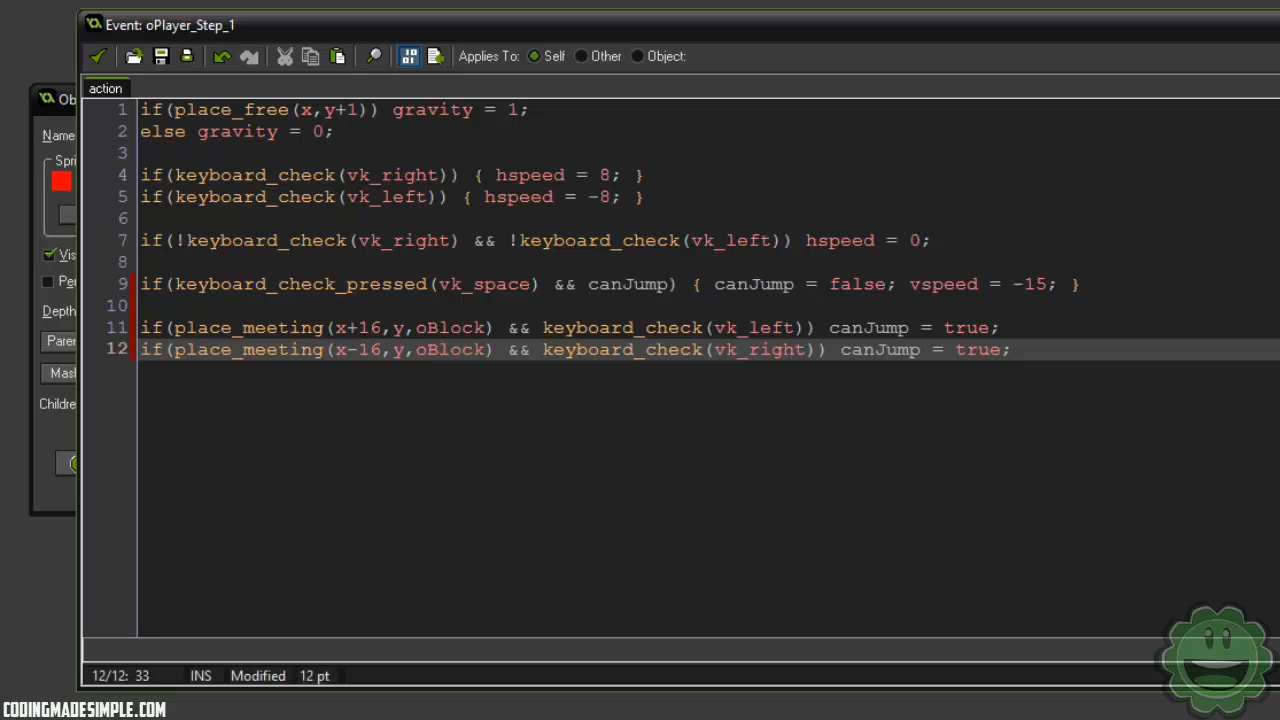 Event: oPlayer_Step_1
Applies To: Self Other Object:
Ob
Name
Spri
Vis
Pe
Depth
Parer
Mas
Childre
action
1 if(place_free(x,y+1)) gravity = 1;
2 else gravity = 0;
3
4 if(keyboard_check(vk_right)) { hspeed = 8; }
5 if(keyboard_check(vk_left)) { hspeed = -8; }
6
7 if(!keyboard_check(vk_right) && !keyboard_check(vk_left)) hspeed = 0;
8
9 if(keyboard_check_pressed(vk_space) && canJump) { canJump = false; vspeed = -15; }
10
11 if(place_meeting(x+16,y,oBlock) && keyboard_check(vk_left)) canJump = true;
12 if(place_meeting(x-16,y,oBlock) && keyboard_check(vk_right)) canJump = true;
12/12: 33 INS Modified 12 pt
CODINGMADESIMPLE.COM